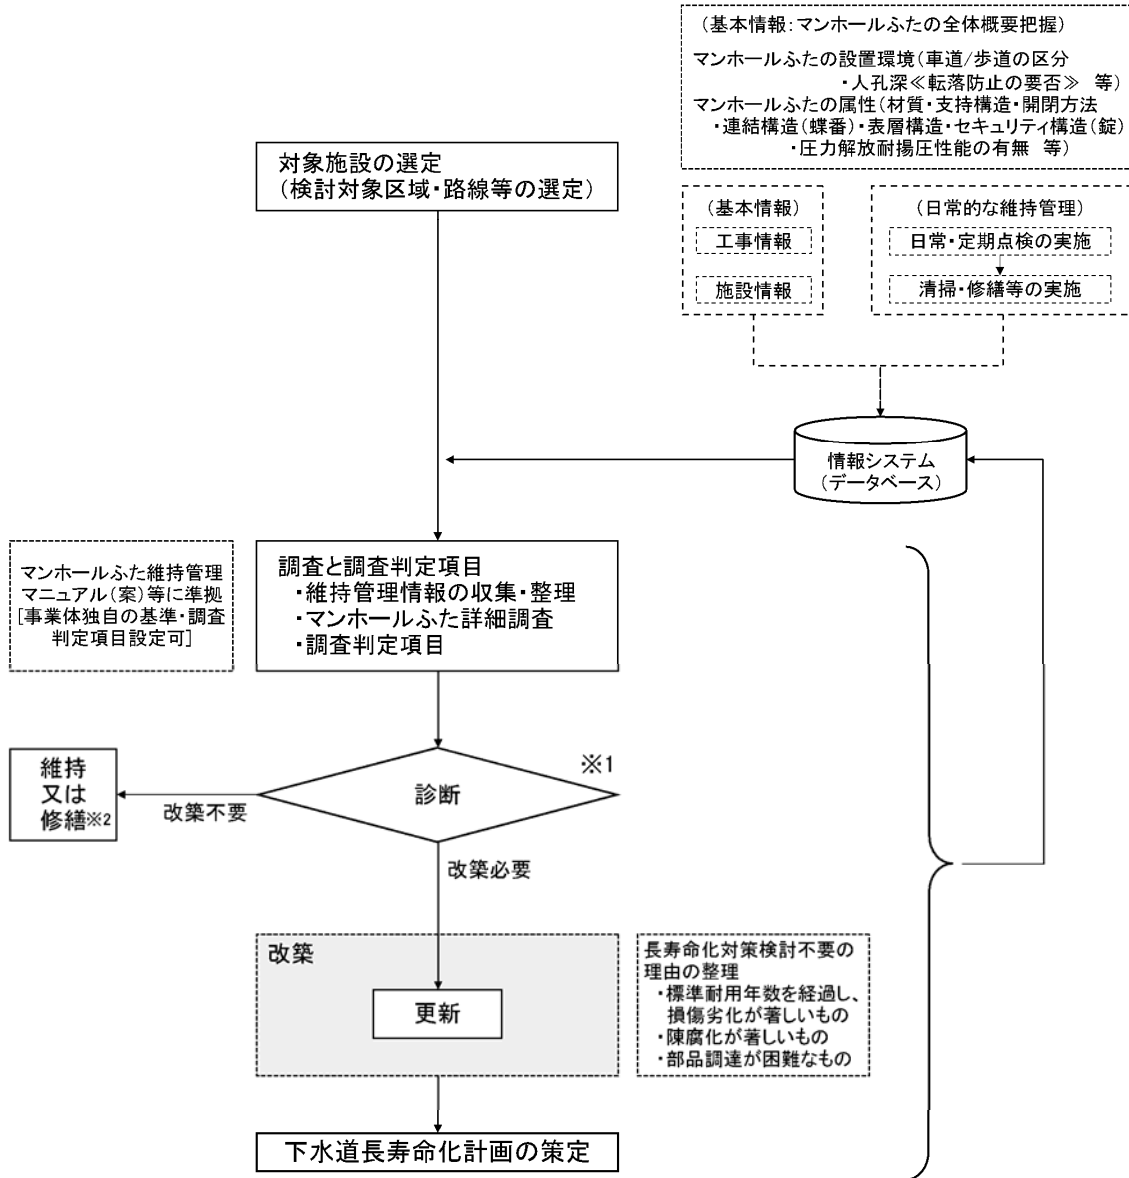 (基本情報:マンホールふたの全体概要把握)
マンホールふたの設置環境(車道/歩道の区分
・人孔深≪転落防止の要否≫ 等)
マンホールふたの属性(材質・支持構造・開閉方法
・連結構造(蝶番)・表層構造・セキュリティ構造(錠)
・圧力解放耐揚圧性能の有無 等)
対象施設の選定
(検討対象区域・路線等の選定)
(基本情報)
工事情報
施設情報
(日常的な維持管理)
日常・定期点検の実施
清掃・修繕等の実施
情報システム
(データベース)
マンホールふた維持管理
マニュアル(案)等に準拠
[事業体独自の基準・調査
判定項目設定可]
調査と調査判定項目
・維持管理情報の収集・整理
・マンホールふた詳細調査
・調査判定項目
維持
又は
修繕※2
改築不要
診断
※1
改築必要
改築
更新
長寿命化対策検討不要の
理由の整理
・標準耐用年数を経過し、
損傷劣化が著しいもの
・陳腐化が著しいもの
・部品調達が困難なもの
下水道長寿命化計画の策定